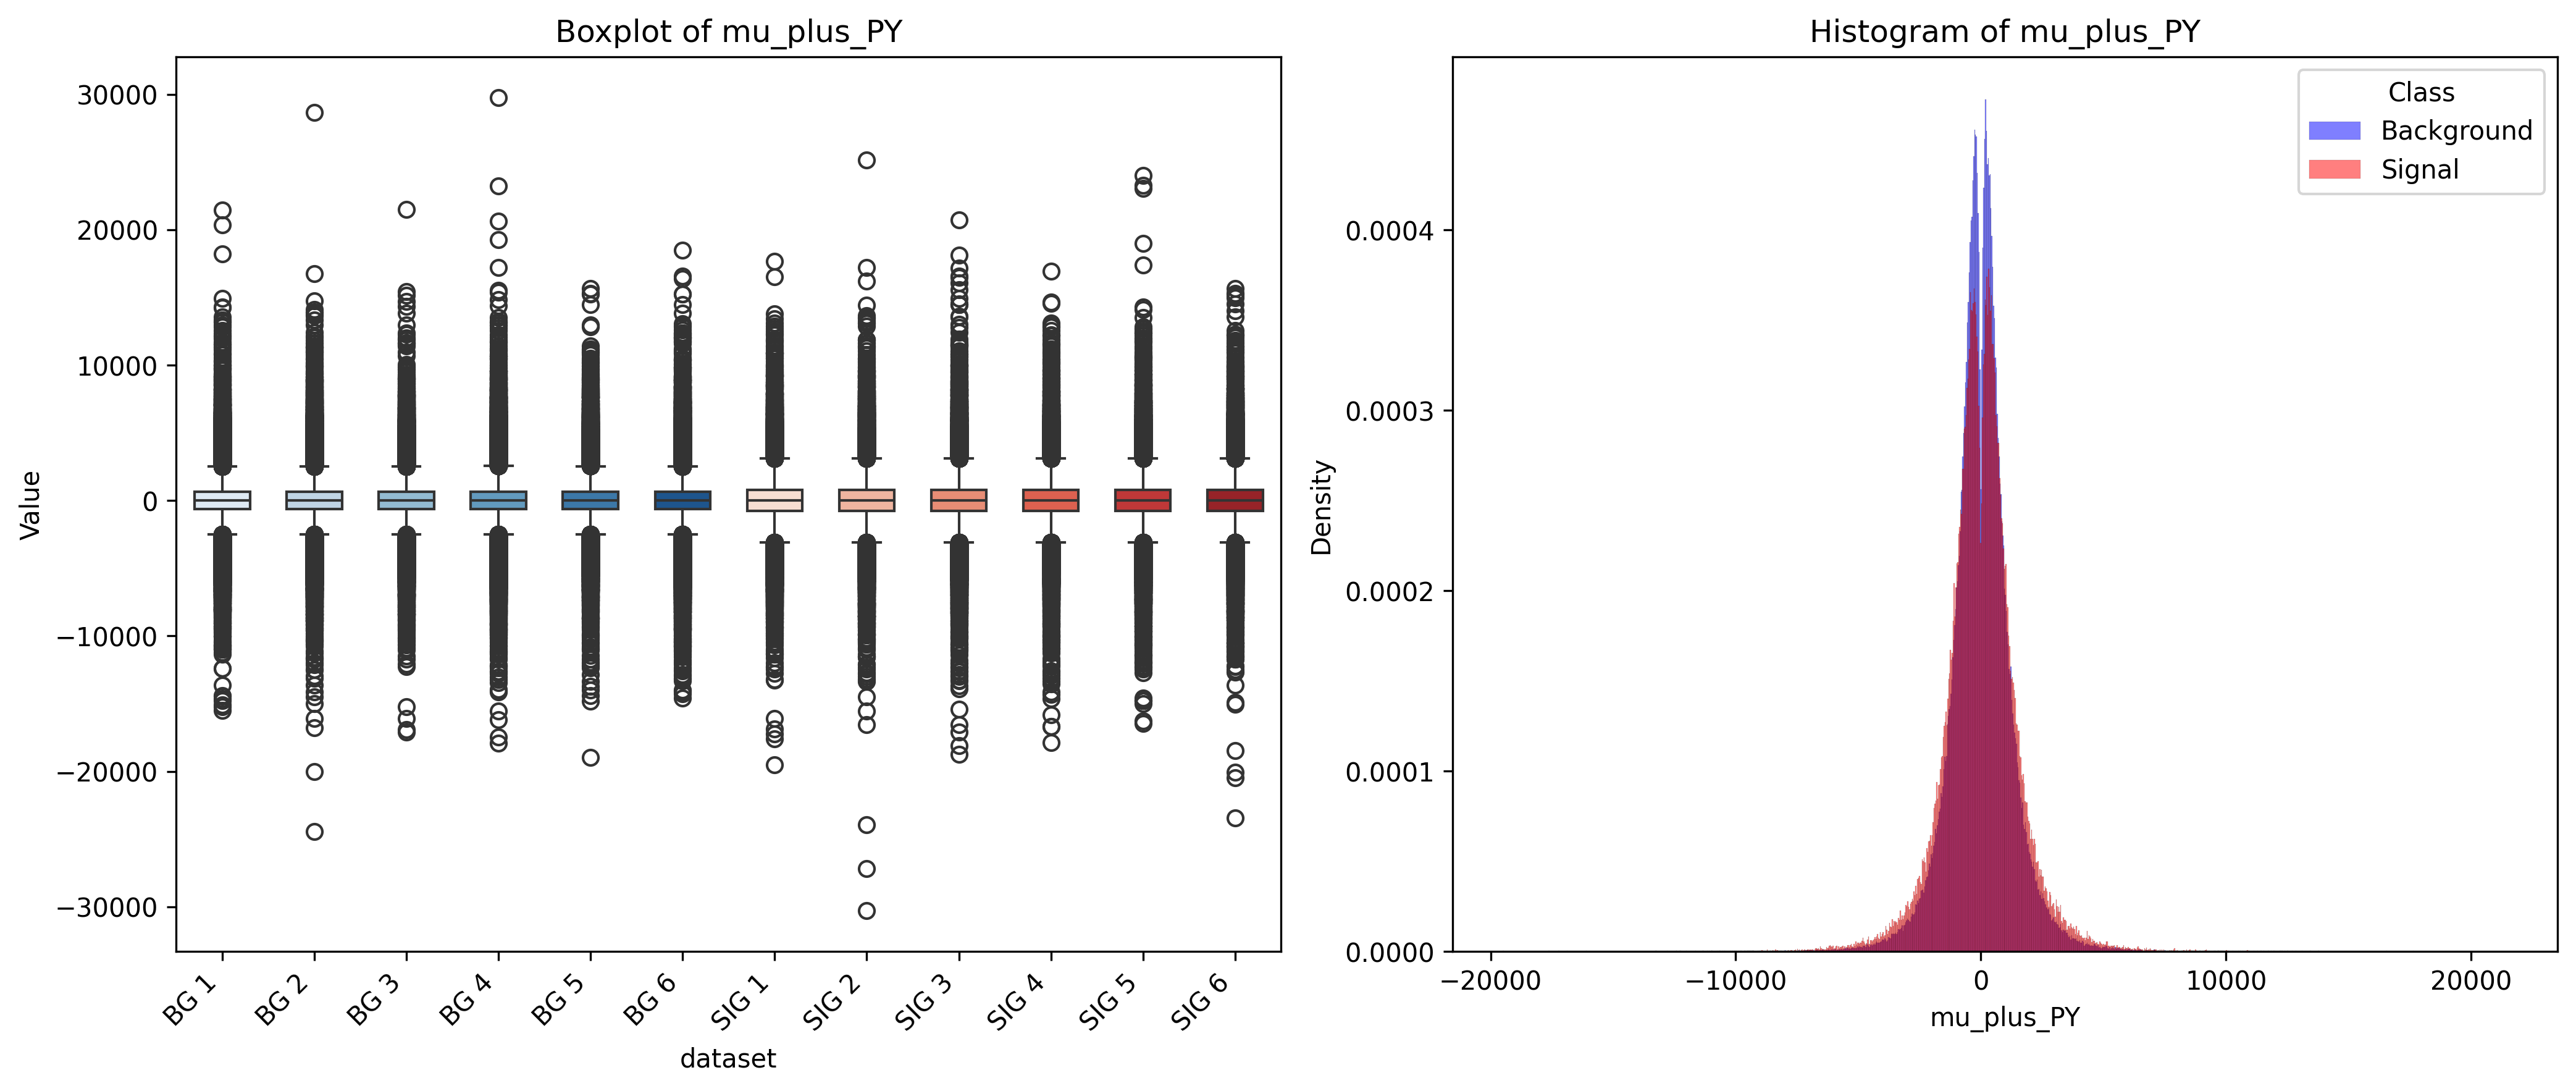 Boxplot of mu_plus_PY
Value
30000
20000
10000
0
−10000
−20000
−30000
BG 1
BG 2
BG 3
BG 4
BG 5
BG 6
SIG 1
SIG 2
SIG 3
SIG 4
SIG 5
SIG 6
dataset
Histogram of mu_plus_PY
Class
Background
Signal
Density
0.0004
0.0003
0.0002
0.0001
0.0000
−20000
−10000
0
10000
20000
mu_plus_PY